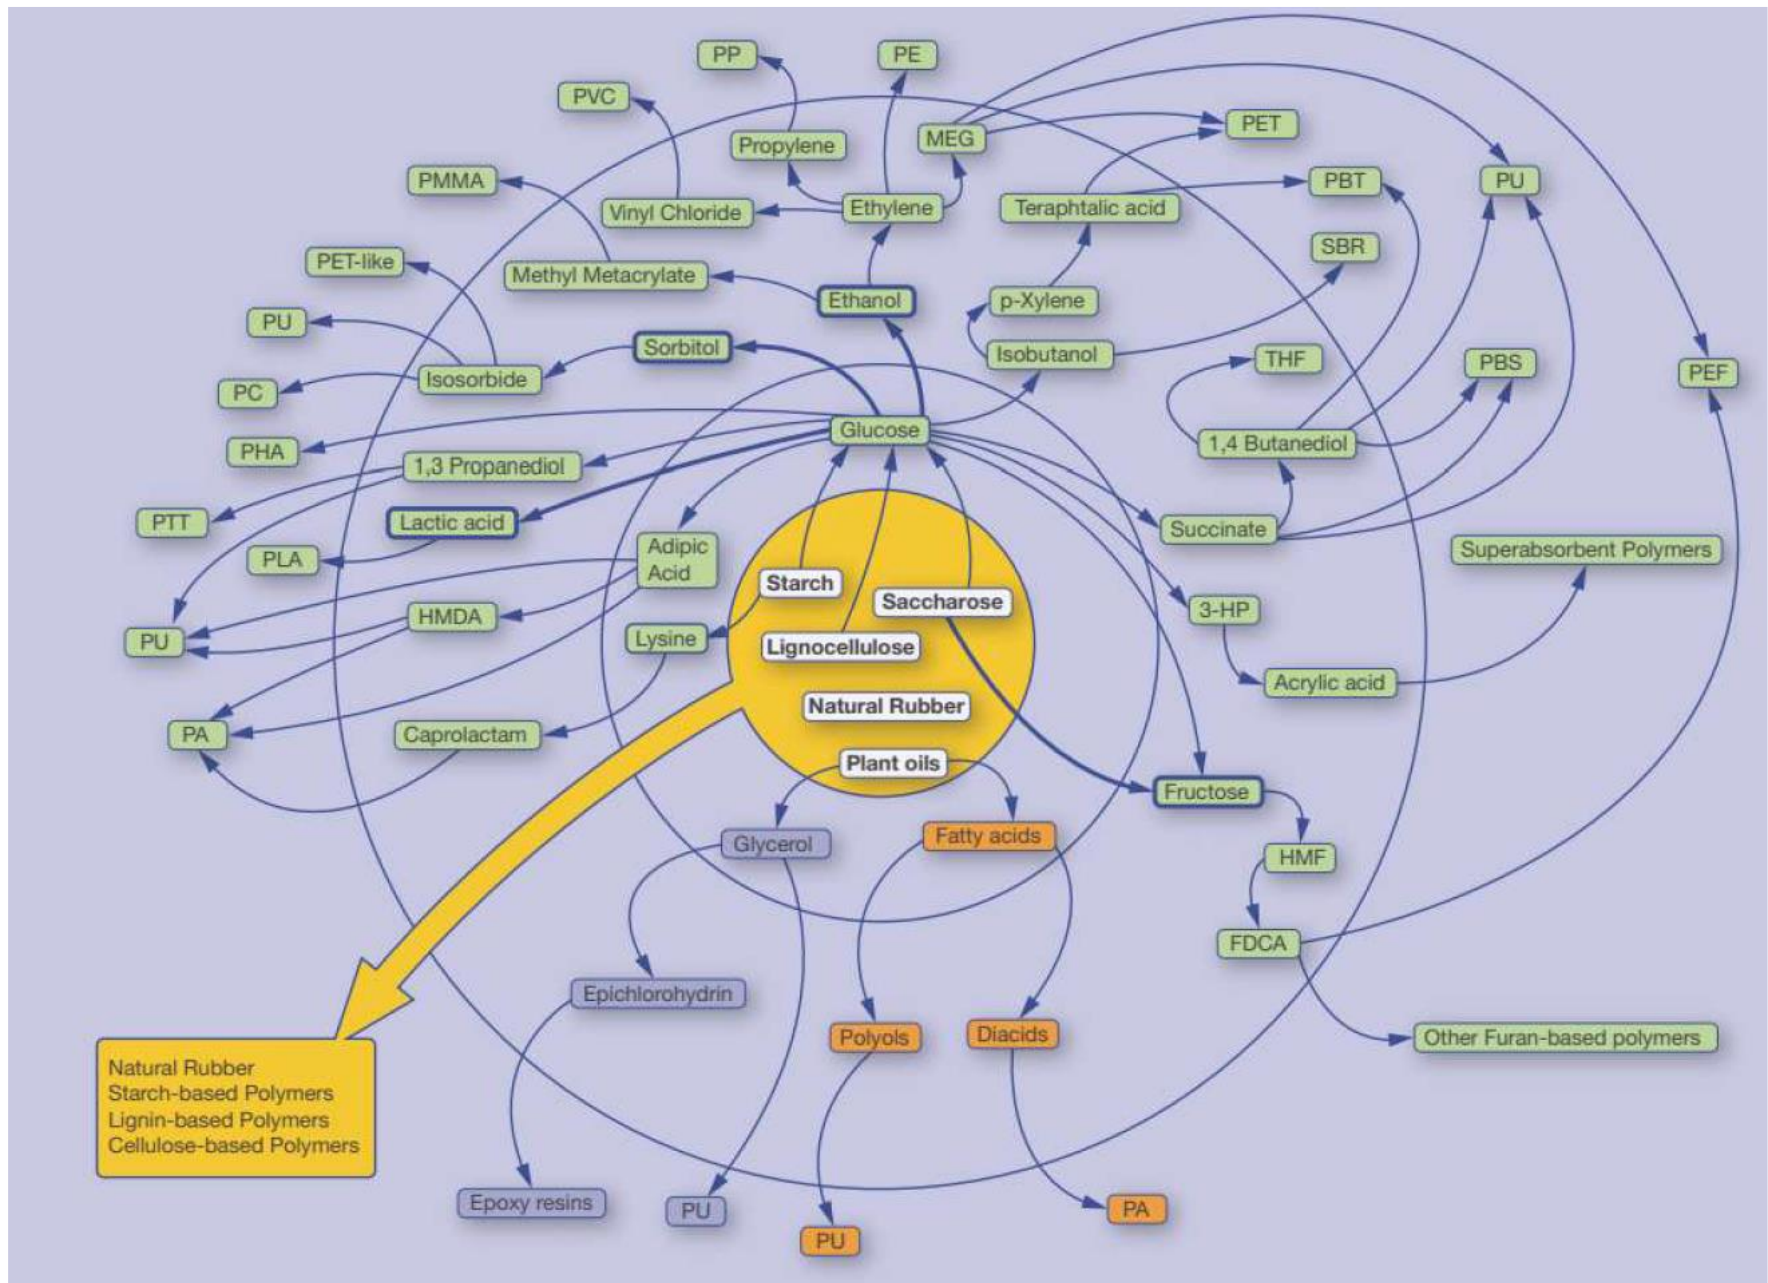 PP
PE
PVC
MEG
PET
Propylene
PMMA
PBT
PU
Vinyl Chloride
Ethylene
Teraphtalic acid
SBR
PET-like
Methyl Metacrylate
Ethanol
p-Xylene
PU
Sorbitol
Isobutanol
THF
PBS
PEF
Isosorbide
PC
Glucose
1,4 Butanediol
PHA
1,3 Propanediol
PTT
Lactic acid
Succinate
Superabsorbent Polymers
PLA
Adipic
Acid
Starch
Saccharose
3-HP
HMDA
PU
Lysine
Lignocellulose
Acrylic acid
Natural Rubber
PA
Caprolactam
Plant oils
Fructose
Glycerol
Fatty acids
HMF
FDCA
Epichlorohydrin
Polyols
Diacids
Other Furan-based polymers
Natural Rubber
Starch-based Polymers
Lignin-based Polymers
Cellulose-based Polymers
Epoxy resins
PU
PA
PU